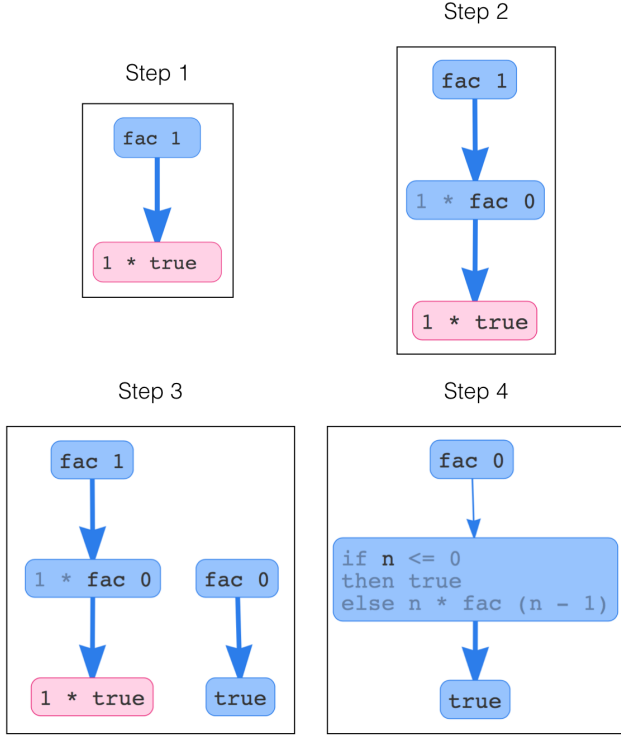 Step 1
fac 1
1 * true
Step 2
fac 1
1 * fac 0
1 * true
Step 3
fac 1
1 * fac 0
fac 0
1 * true
true
Step 4
fac 0
if n <= 0
then true
else n * fac (n - 1)
true